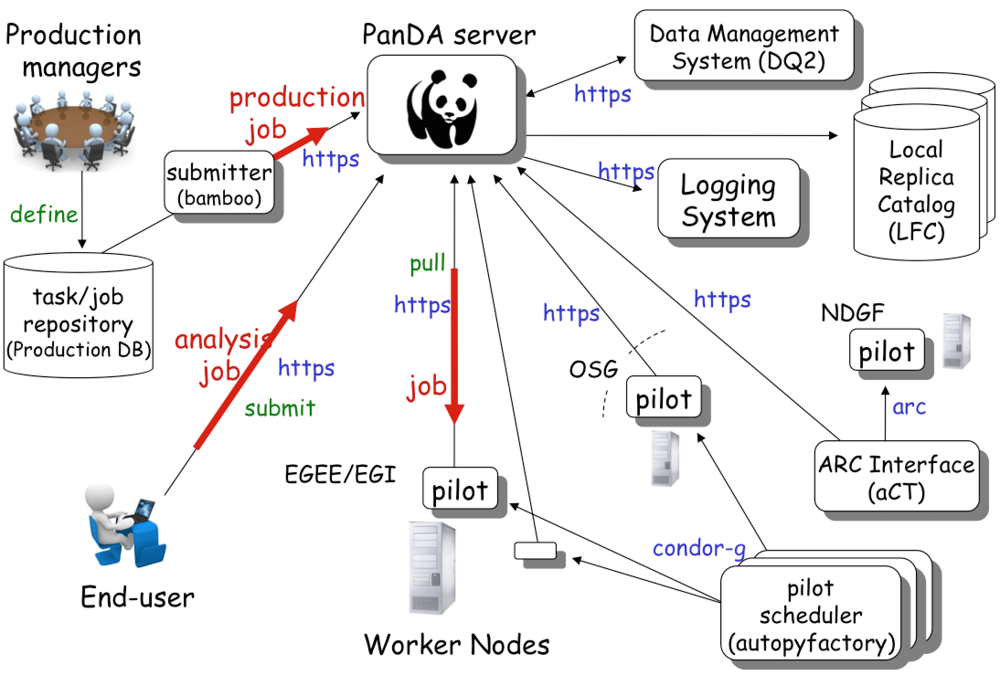 Production
managers
PanDA server
Data Management
System (DQ2)
https
production
job
https
submitter
(bamboo)
define
https
Logging
System
Local
Replica
Catalog
(LFC)
task/job
repository
(Production DB)
pull
https
https
https
analysis
job
https
submit
job
OSG
pilot
NDGF
pilot
arc
ARC Interface
(aCT)
EGEE/EGI
pilot
condor-g
pilot
scheduler
(autopyfactory)
End-user
Worker Nodes